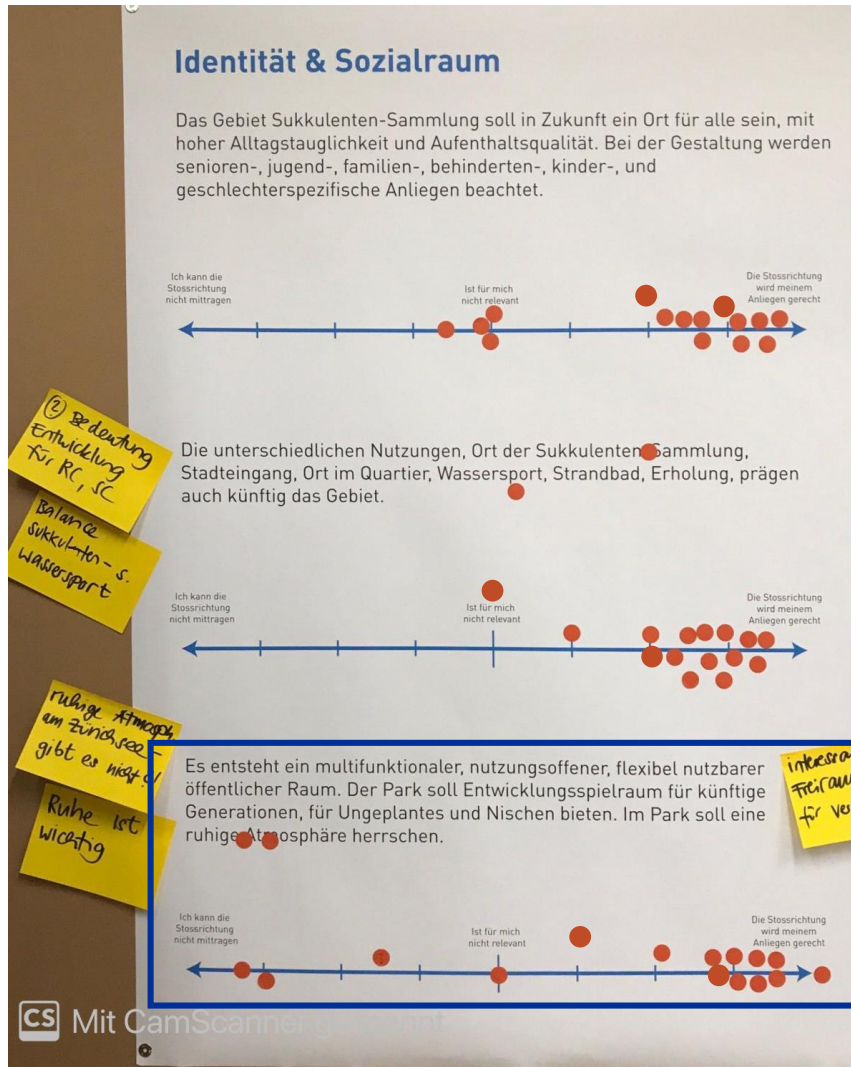 Identität & Sozialraum
Das Gebiet Sukkulenten-Sammlung soll in Zukunft ein Ort für alle sein, mit
hoher Alltagstauglichkeit und Aufenthaltsqualität. Bei der Gestaltung werden
senioren-, jugend-, familien-, behinderten-, kinder-, und
geschlechterspezifische Anliegen beachtet.
Ich kann die
Stossrichtung
nicht mittragen
Ist für mich
nicht relevant
Die Stossrichtung
wird meinem
Anliegen gerecht
② Bedeutung
Entwicklung
für RC, SC
Balance
sukkulenten- s.
wassersport
Die unterschiedlichen Nutzungen, Ort der Sukkulenten Sammlung,
Stadteingang, Ort im Quartier, Wassersport, Strandbad, Erholung, prägen
auch künftig das Gebiet.
Ich kann die
Stossrichtung
nicht mittragen
Ist für mich
nicht relevant
Die Stossrichtung
wird meinem
Anliegen gerecht
ruhige Atmosph.
am Zürichsee -
gibt es nicht
Ruhe ist
wichtig
Es entsteht ein multifunktionaler, nutzungsoffener, flexibel nutzbarer
öffentlicher Raum. Der Park soll Entwicklungsspielraum für künftige
Generationen, für Ungeplantes und Nischen bieten. Im Park soll eine
ruhige Atmosphäre herrschen.
Freirau
für
Ich kann die
Stossrichtung
nicht mittragen
Ist für mich
nicht relevant
Die Stossrichtung
wird meinem
Anliegen gerecht
CS Mit CamScanner